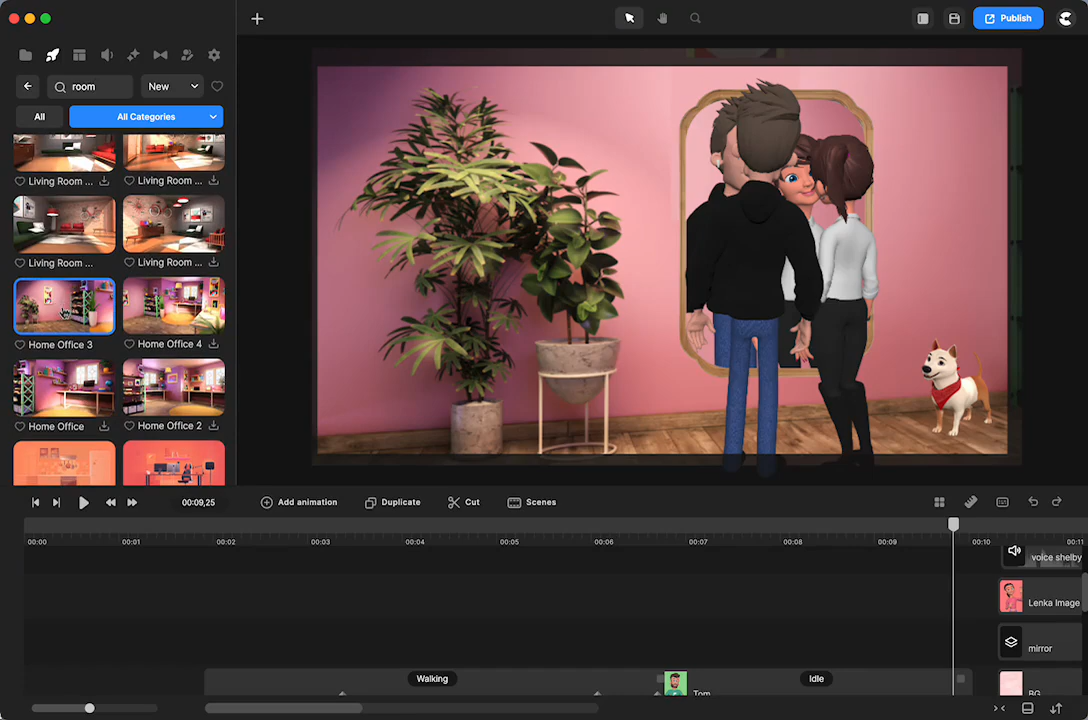 Publish
room
New
All
All Categories
Living Room ...
Living Room ...
Living Room ...
Living Room ...
Home Office 3
Home Office 4
Home Office
Home Office 2
00:09,25
Add animation
Duplicate
Cut
Scenes
00:00
00:01
00:02
00:03
00:04
00:05
00:06
00:07
00:08
00:09
00:10
00:11
voice shelby
Lenka Image
mirror
Walking
Idle
Tom
BG